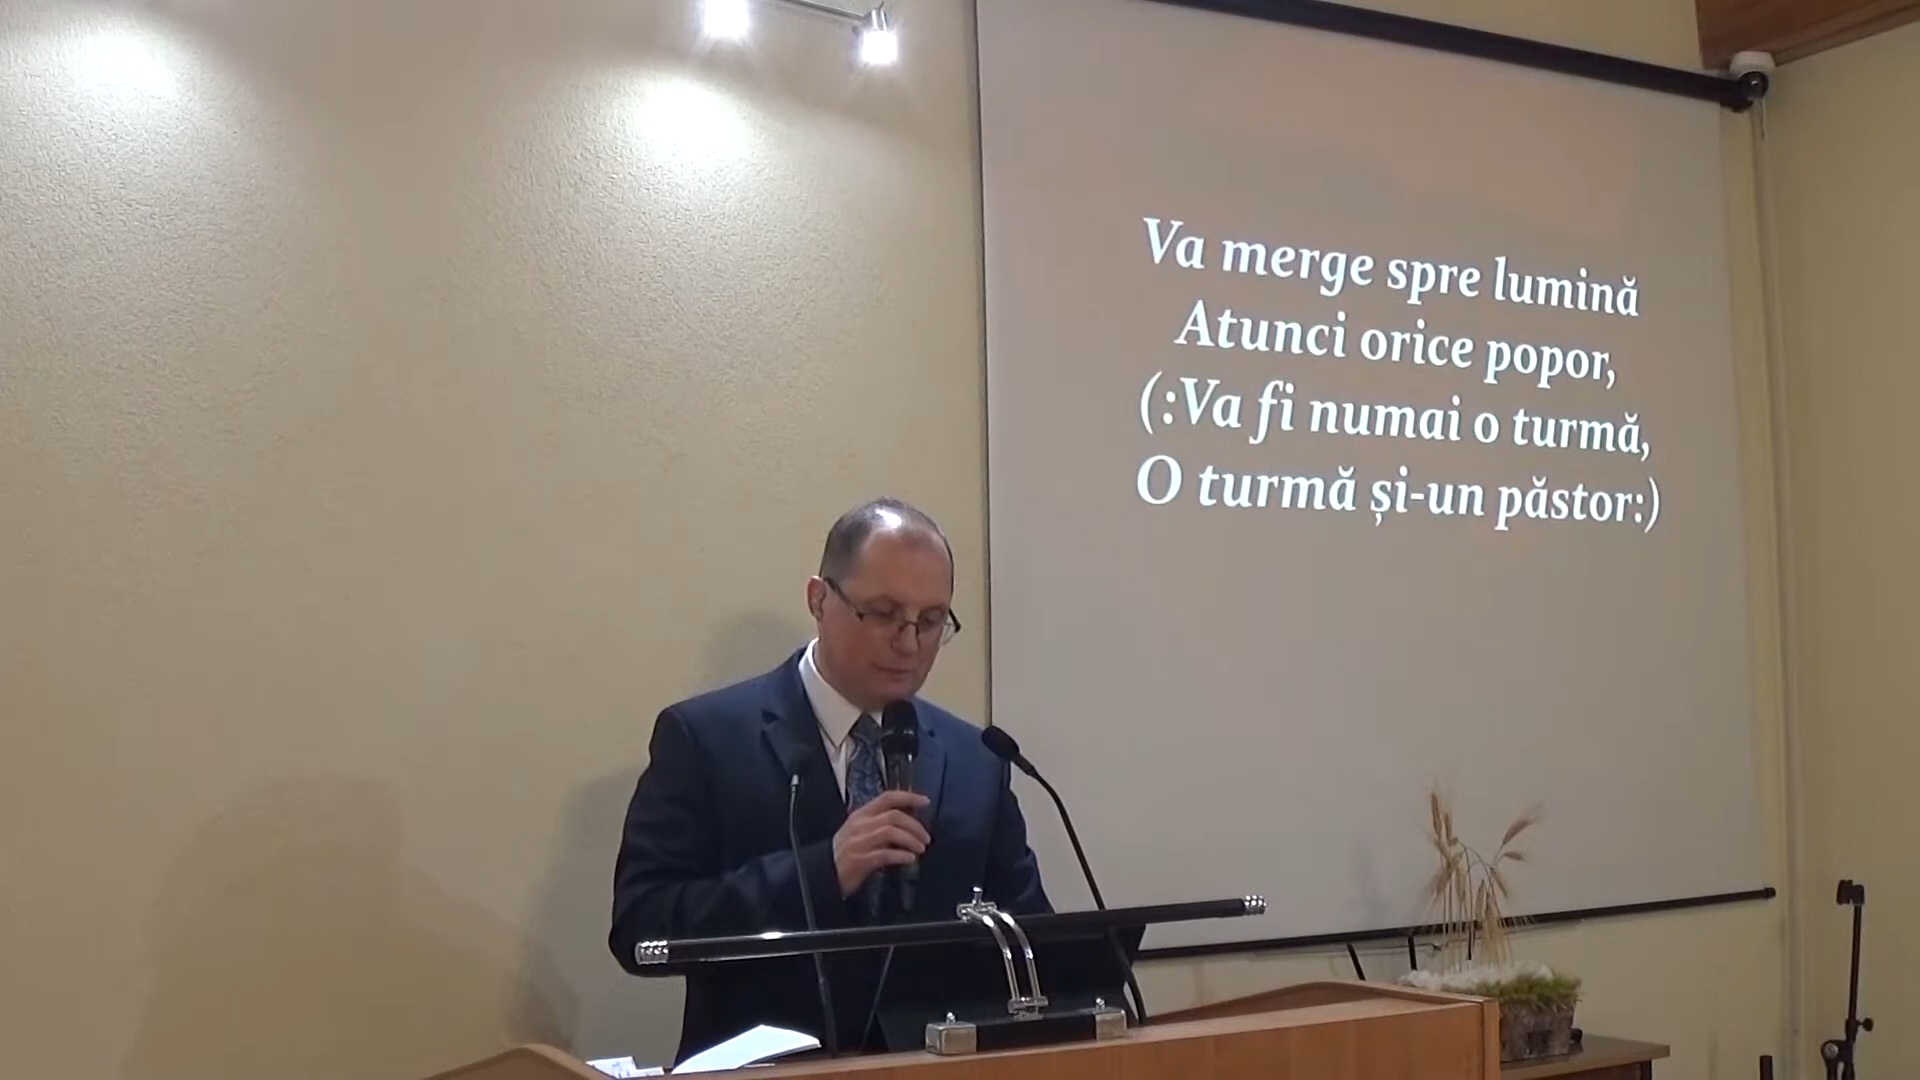 Va merge spre lumină
Atunci orice popor,
(:Va fi numai o turmă,
O turmă și-un păstor:)